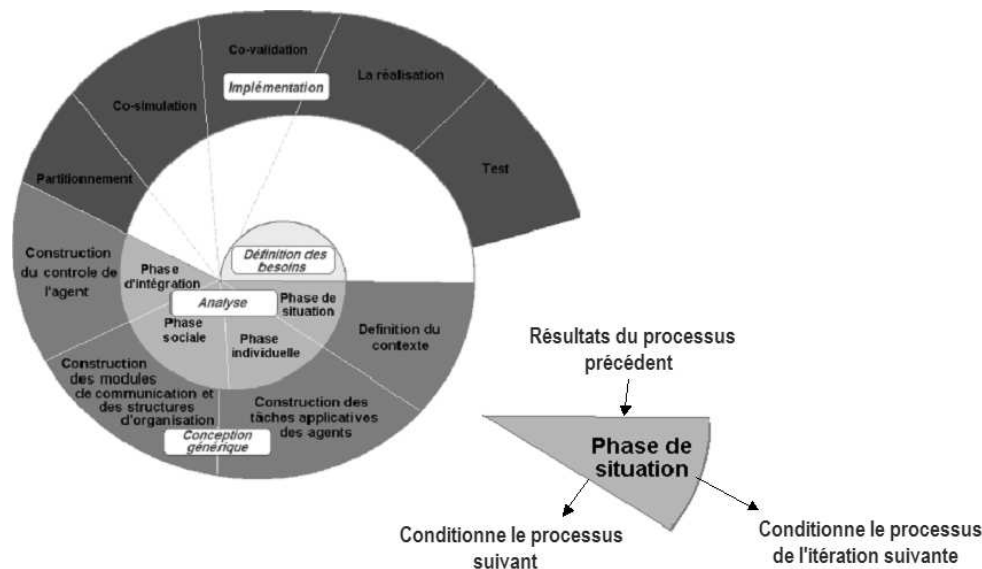 Co-validation
Implémentation
La réalisation
Co-simulation
Test
Partitionnement
Construction
du controle de
l'agent
Définition des
besoins
Phase
d'intégration
Analyse
Phase de
situation
Phase
sociale
Phase
individuelle
Definition du
contexte
Construction
des modules
de communication et
des structures
d'organisation
Construction des
tâches applicatives
des agents
Conception
générique
Résultats du processus
précédent
Phase de
situation
Conditionne le processus
suivant
Conditionne le processus
de l'itération suivante